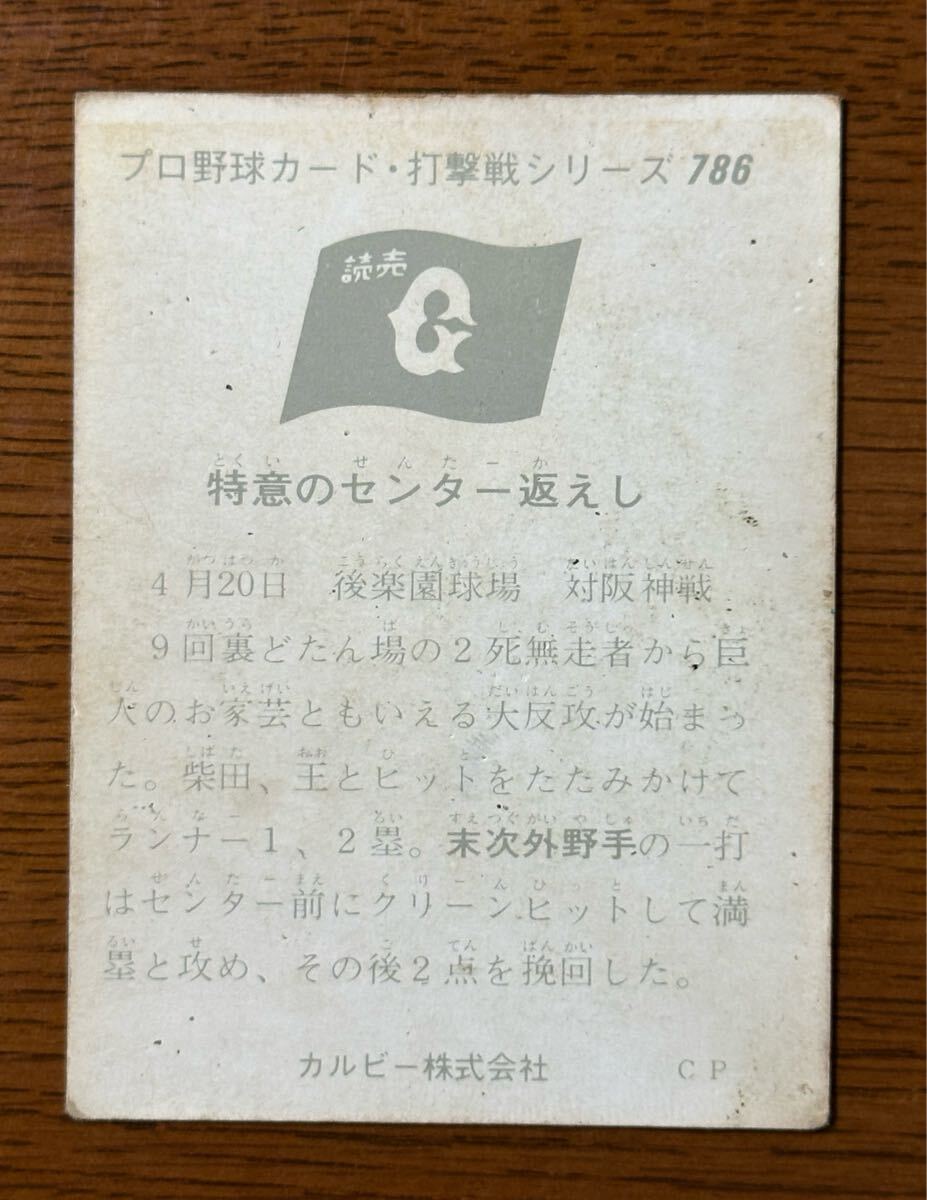 プロ野球カード・打撃戦シリーズ 786
読売
G
特意のセンター返えし
4月20日 後楽園球場 対阪神戦
9回裏どたん場の2死無走者から巨
人のお家芸ともいえる大反攻が始まっ
た。柴田、王とヒットをたたみかけて
ランナー1、2塁。末次外野手の一打
はセンター前にクリーンヒットして満
塁と攻め、その後2点を挽回した。
カルビー株式会社 CP